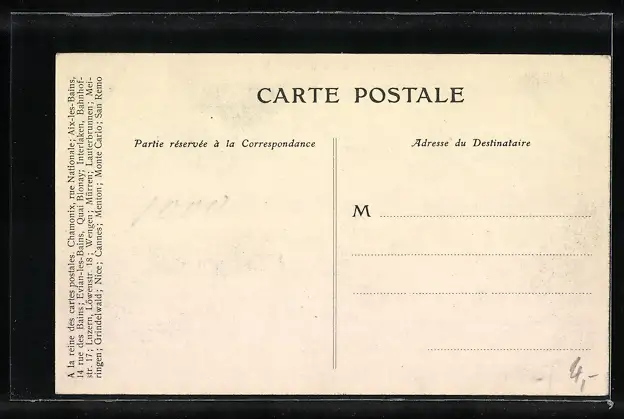 A la reine des cartes postales. Chamonix, rue Nationale; Aix-les-Bains,
14 rue des Bains; Evian-les-Bains, Quai Blonay; Interlaken, Bahnhof-
str. 17; Luzern, Löwenstr. 18; Wengen; Mürren; Lauterbrunnen; Mei-
ringen; Grindelwald; Nice; Cannes; Menton; Monte Carlo; San Remo
CARTE POSTALE
Partie réservée à la Correspondance
Adresse du Destinataire
M
4,-